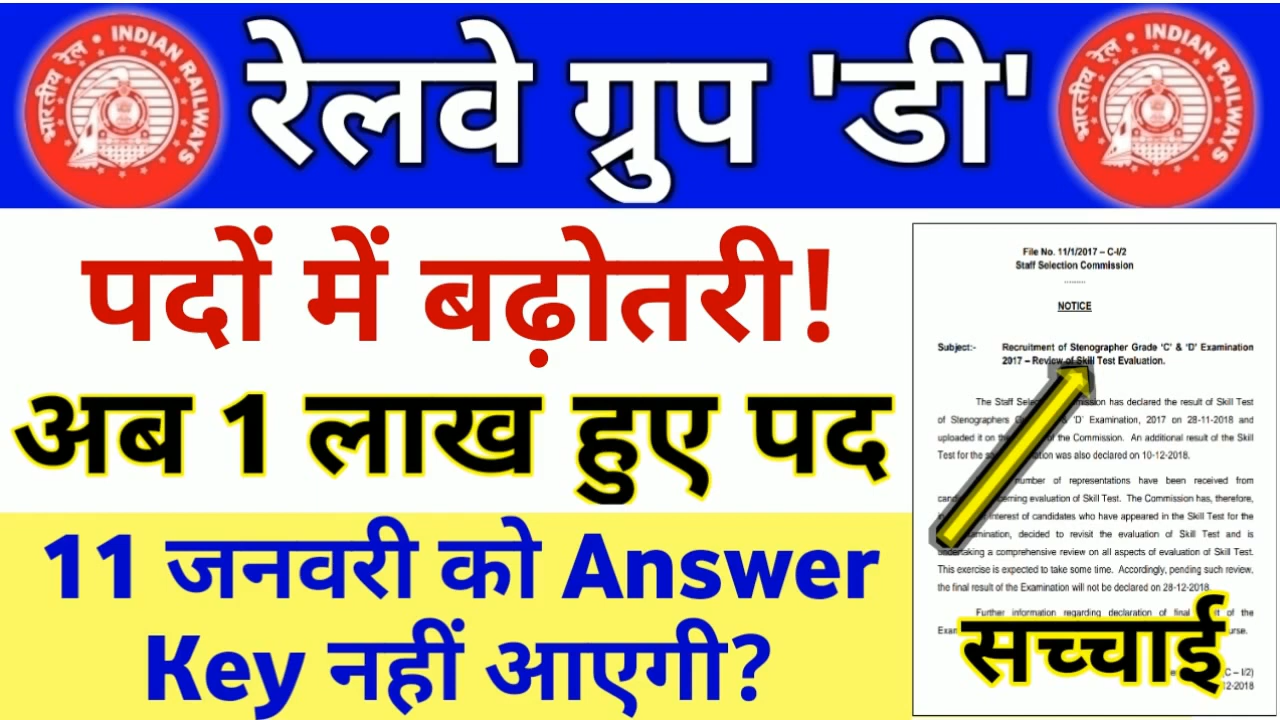 भारतीय रेल • INDIAN RAILWAYS
रेलवे ग्रुप 'डी'
भारतीय रेल • INDIAN RAILWAYS
पदों में बढ़ोतरी!
अब 1 लाख हुए पद
11 जनवरी को Answer
Key नहीं आएगी?
File No. 11/1/2017 – C-I/2
Staff Selection Commission
NOTICE
Subject:- Recruitment of Stenographer Grade 'C' & 'D' Examination
2017 – Review of Skill Test Evaluation.
The Staff has declared the result of Skill Test
of Stenographers 'D' Examination, 2017 on 28-11-2018 and
uploaded it on the Commission. An additional result of the Skill
Test for the was also declared on 10-12-2018.
number of representations have been received from
evaluation of Skill Test. The Commission has, therefore,
interest of candidates who have appeared in the Skill Test for the
decided to revisit the evaluation of Skill Test and is
undertaking a comprehensive review on all aspects of evaluation of Skill Test.
This exercise is expected to take some time. Accordingly, pending such review,
the final result of the Examination will not be declared on 28-12-2018.
Further information regarding declaration of final of the
सच्चाई